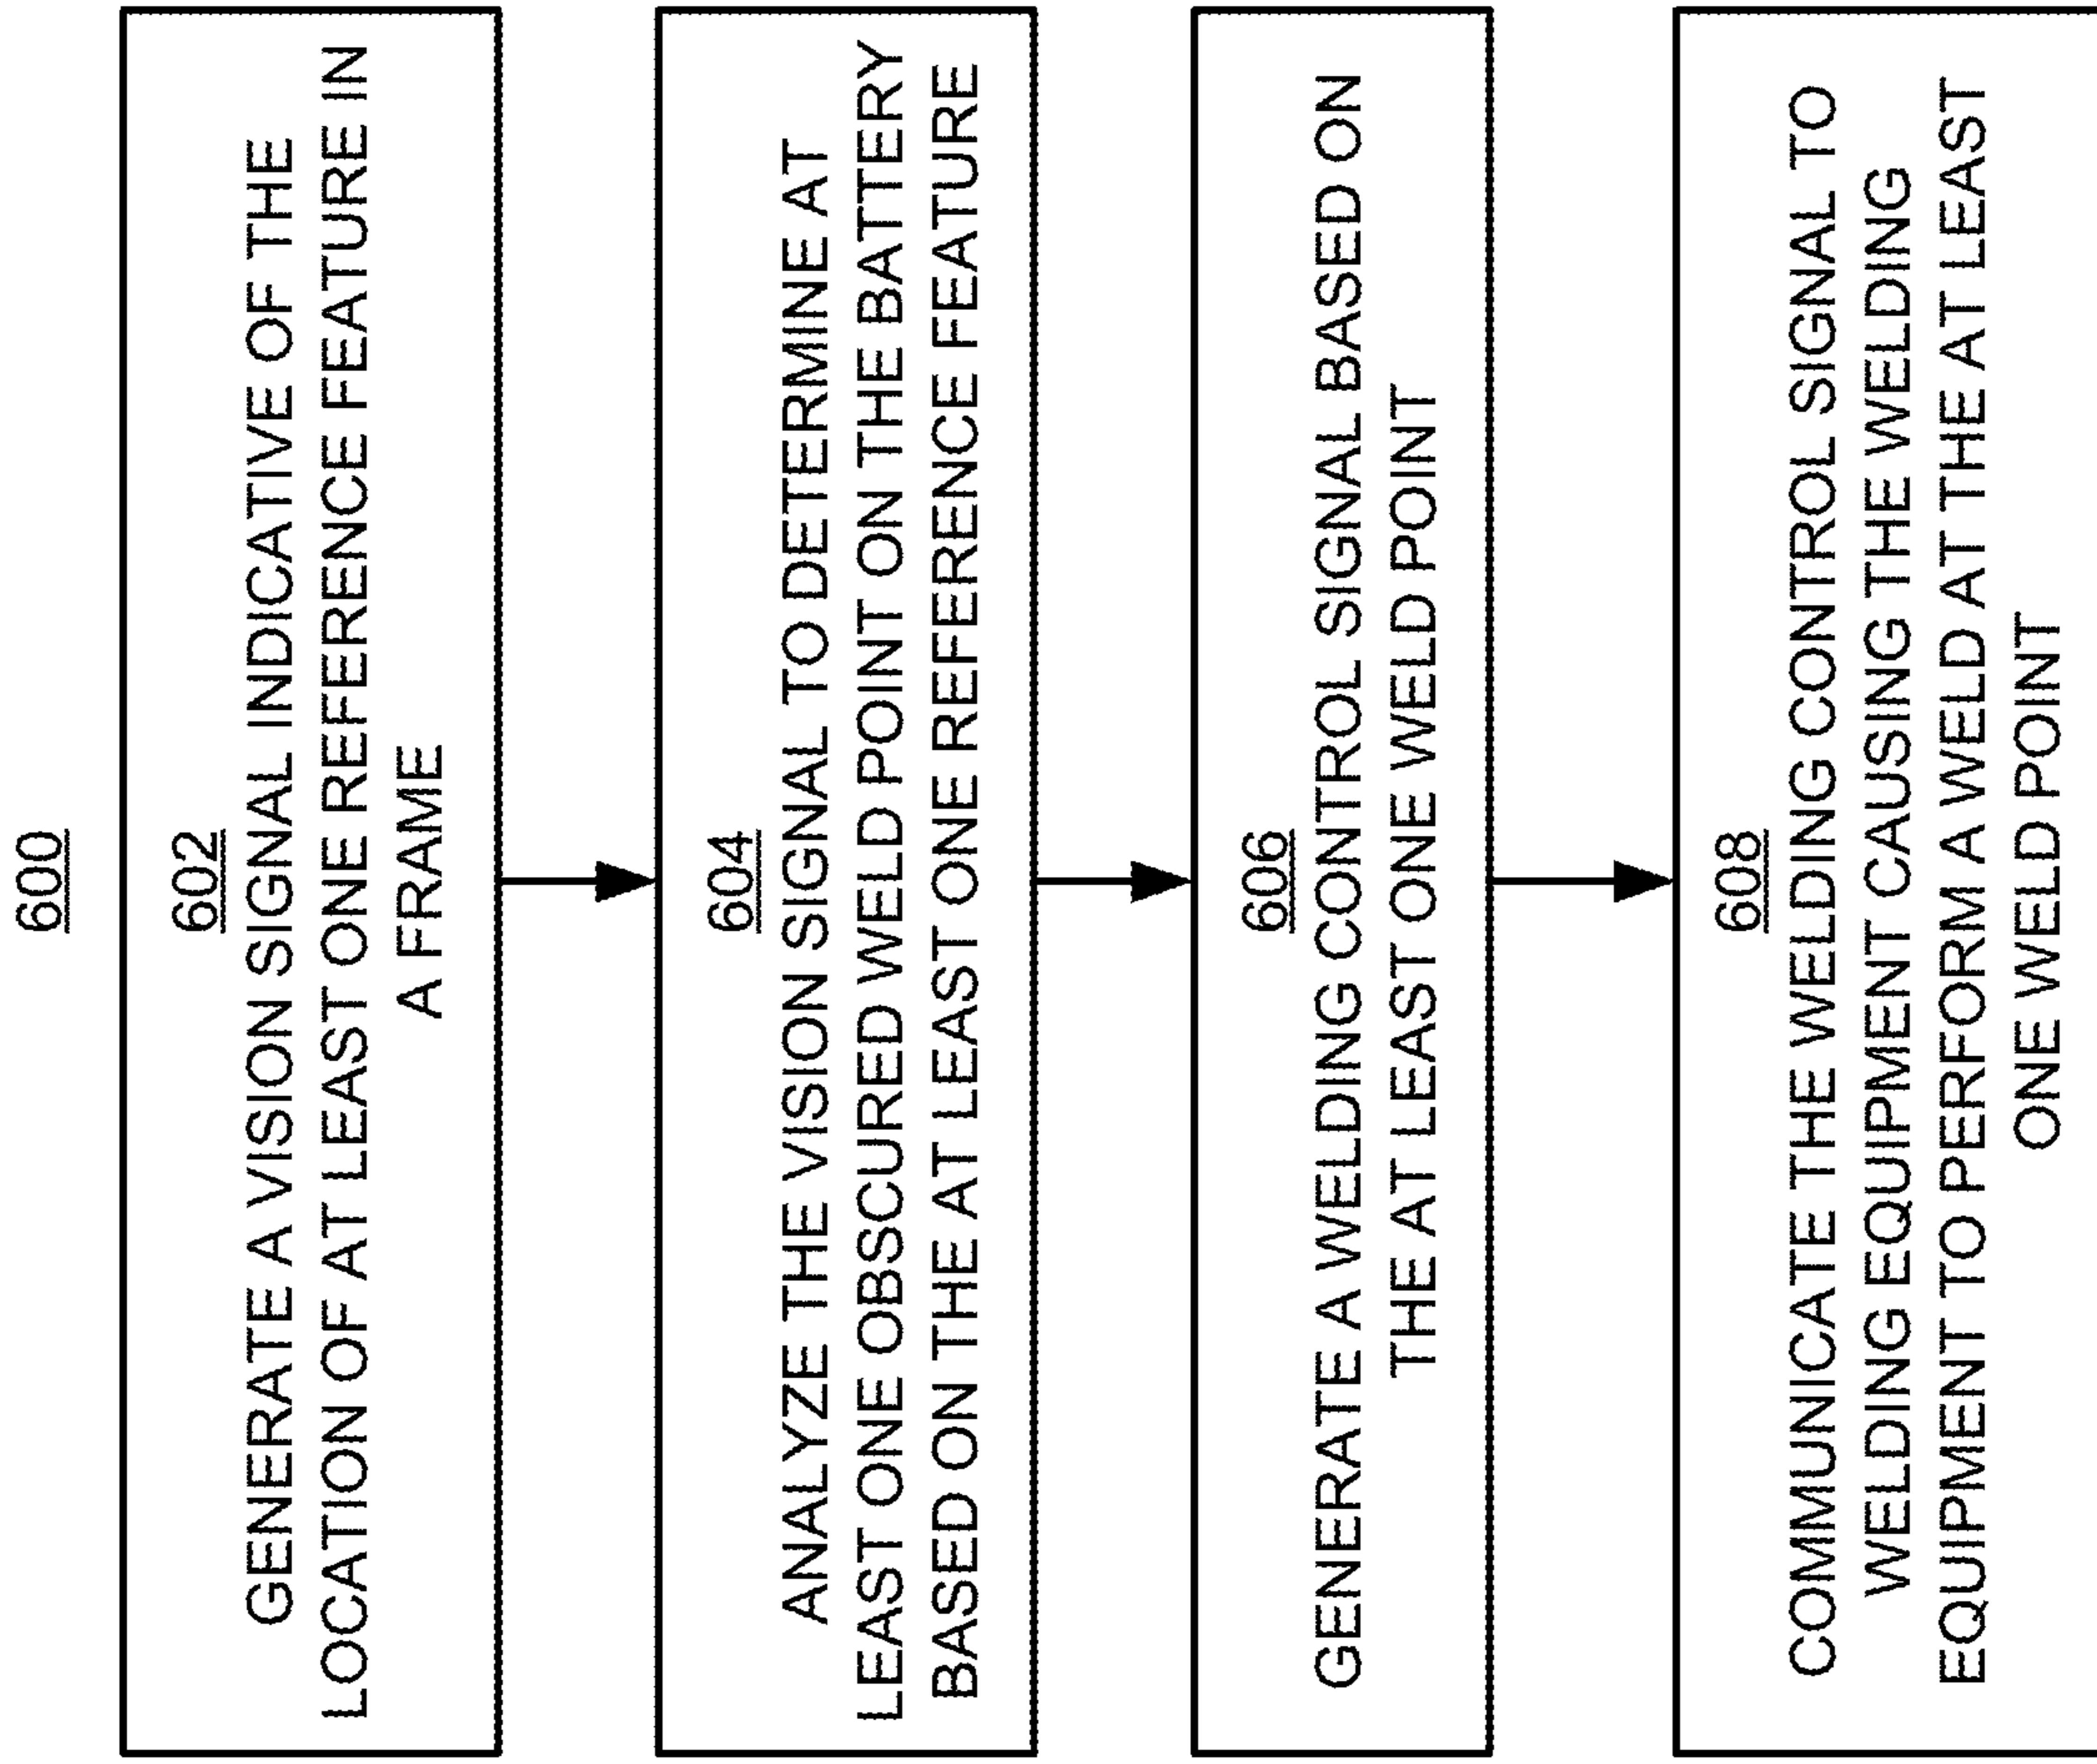 600
602
GENERATE A VISION SIGNAL INDICATIVE OF THE
LOCATION OF AT LEAST ONE REFERENCE FEATURE IN
A FRAME
604
ANALYZE THE VISION SIGNAL TO DETERMINE AT
LEAST ONE OBSCURED WELD POINT ON THE BATTERY
BASED ON THE AT LEAST ONE REFERENCE FEATURE
606
GENERATE A WELDING CONTROL SIGNAL BASED ON
THE AT LEAST ONE WELD POINT
608
COMMUNICATE THE WELDING CONTROL SIGNAL TO
WELDING EQUIPMENT CAUSING THE WELDING
EQUIPMENT TO PERFORM A WELD AT THE AT LEAST
ONE WELD POINT